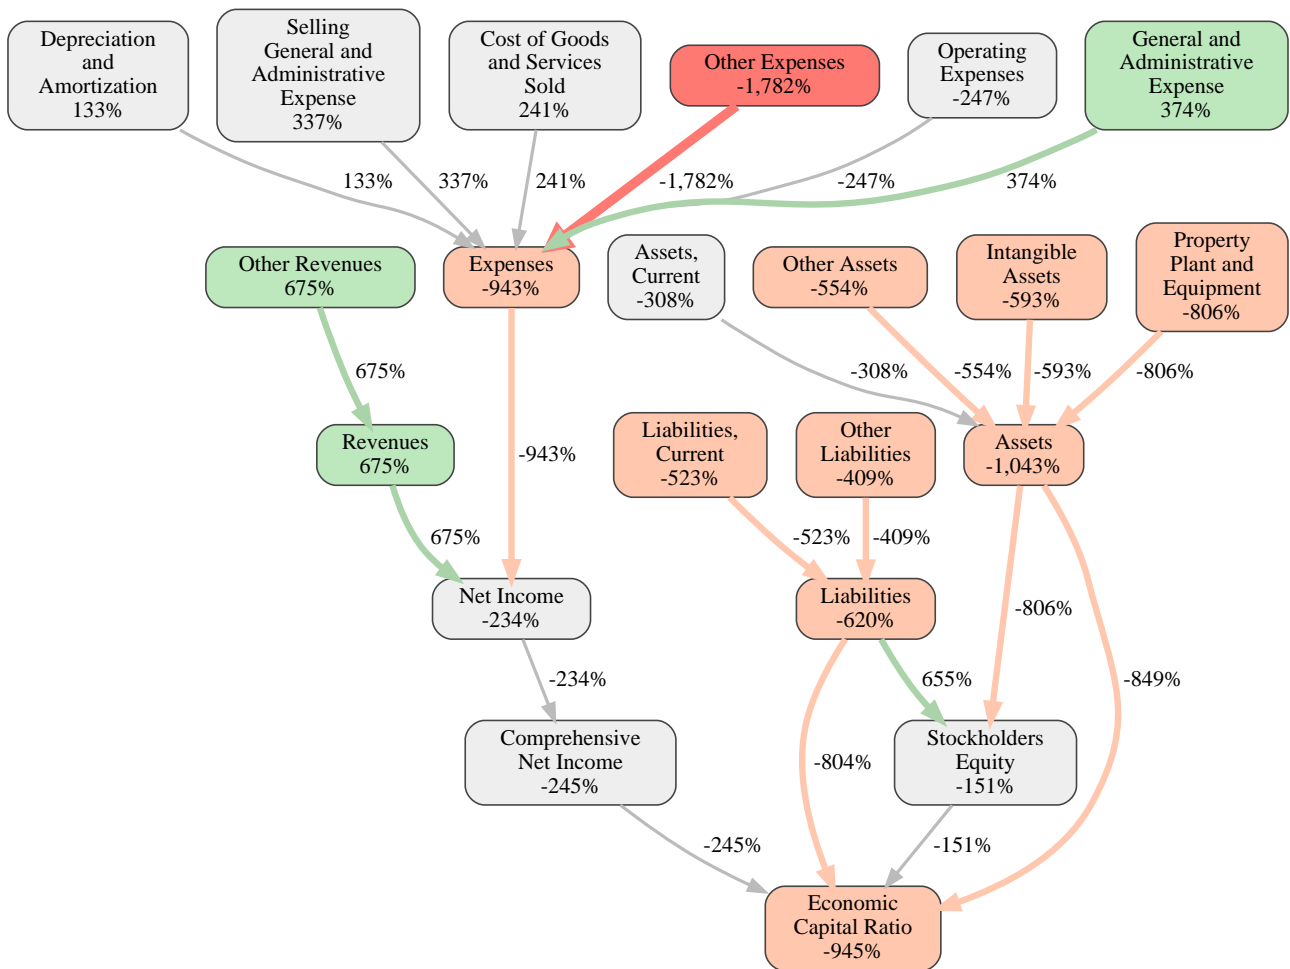 Depreciation
and
Amortization
133%
Selling
General and
Administrative
Expense
337%
Cost of Goods
and Services
Sold
241%
Other Expenses
-1,782%
Operating
Expenses
-247%
General and
Administrative
Expense
374%
133%
337%
241%
-1,782%
-247%
374%
Other Revenues
675%
Expenses
-943%
Assets,
Current
-308%
Other Assets
-554%
Intangible
Assets
-593%
Property
Plant and
Equipment
-806%
675%
-308%
-554%
-593%
-806%
Revenues
675%
-943%
Liabilities,
Current
-523%
Other
Liabilities
-409%
Assets
-1,043%
675%
-523%
-409%
Net Income
-234%
Liabilities
-620%
-806%
-234%
655%
-849%
Comprehensive
Net Income
-245%
-804%
Stockholders
Equity
-151%
-245%
-151%
Economic
Capital Ratio
-945%